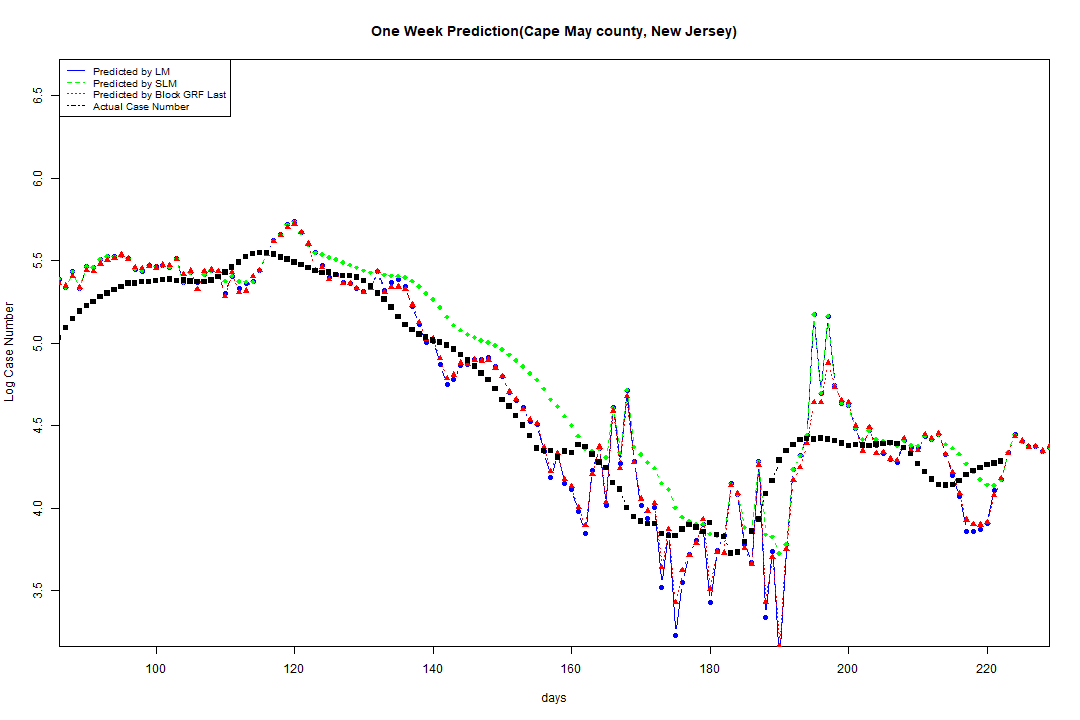 One Week Prediction(Cape May county, New Jersey)
Predicted by LM
Predicted by SLM
Predicted by Block GRF Last
Actual Case Number
Log Case Number
6.5
6.0
5.5
5.0
4.5
4.0
3.5
100 120 140 160 180 200 220
days